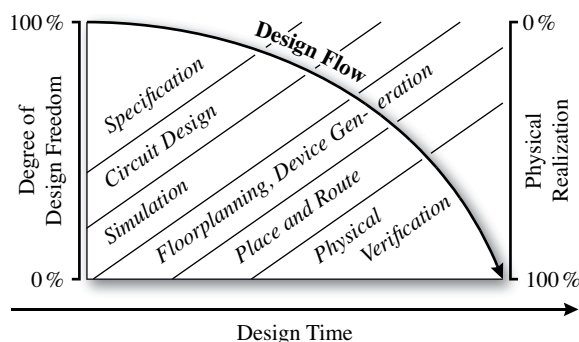 100 %
0 %
Degree of
Design Freedom
Design Flow
Specification
Circuit Design
Simulation
Floorplanning, Device Gen- eration
Place and Route
Physical
Verification
0 %
100 %
Physical
Realization
Design Time